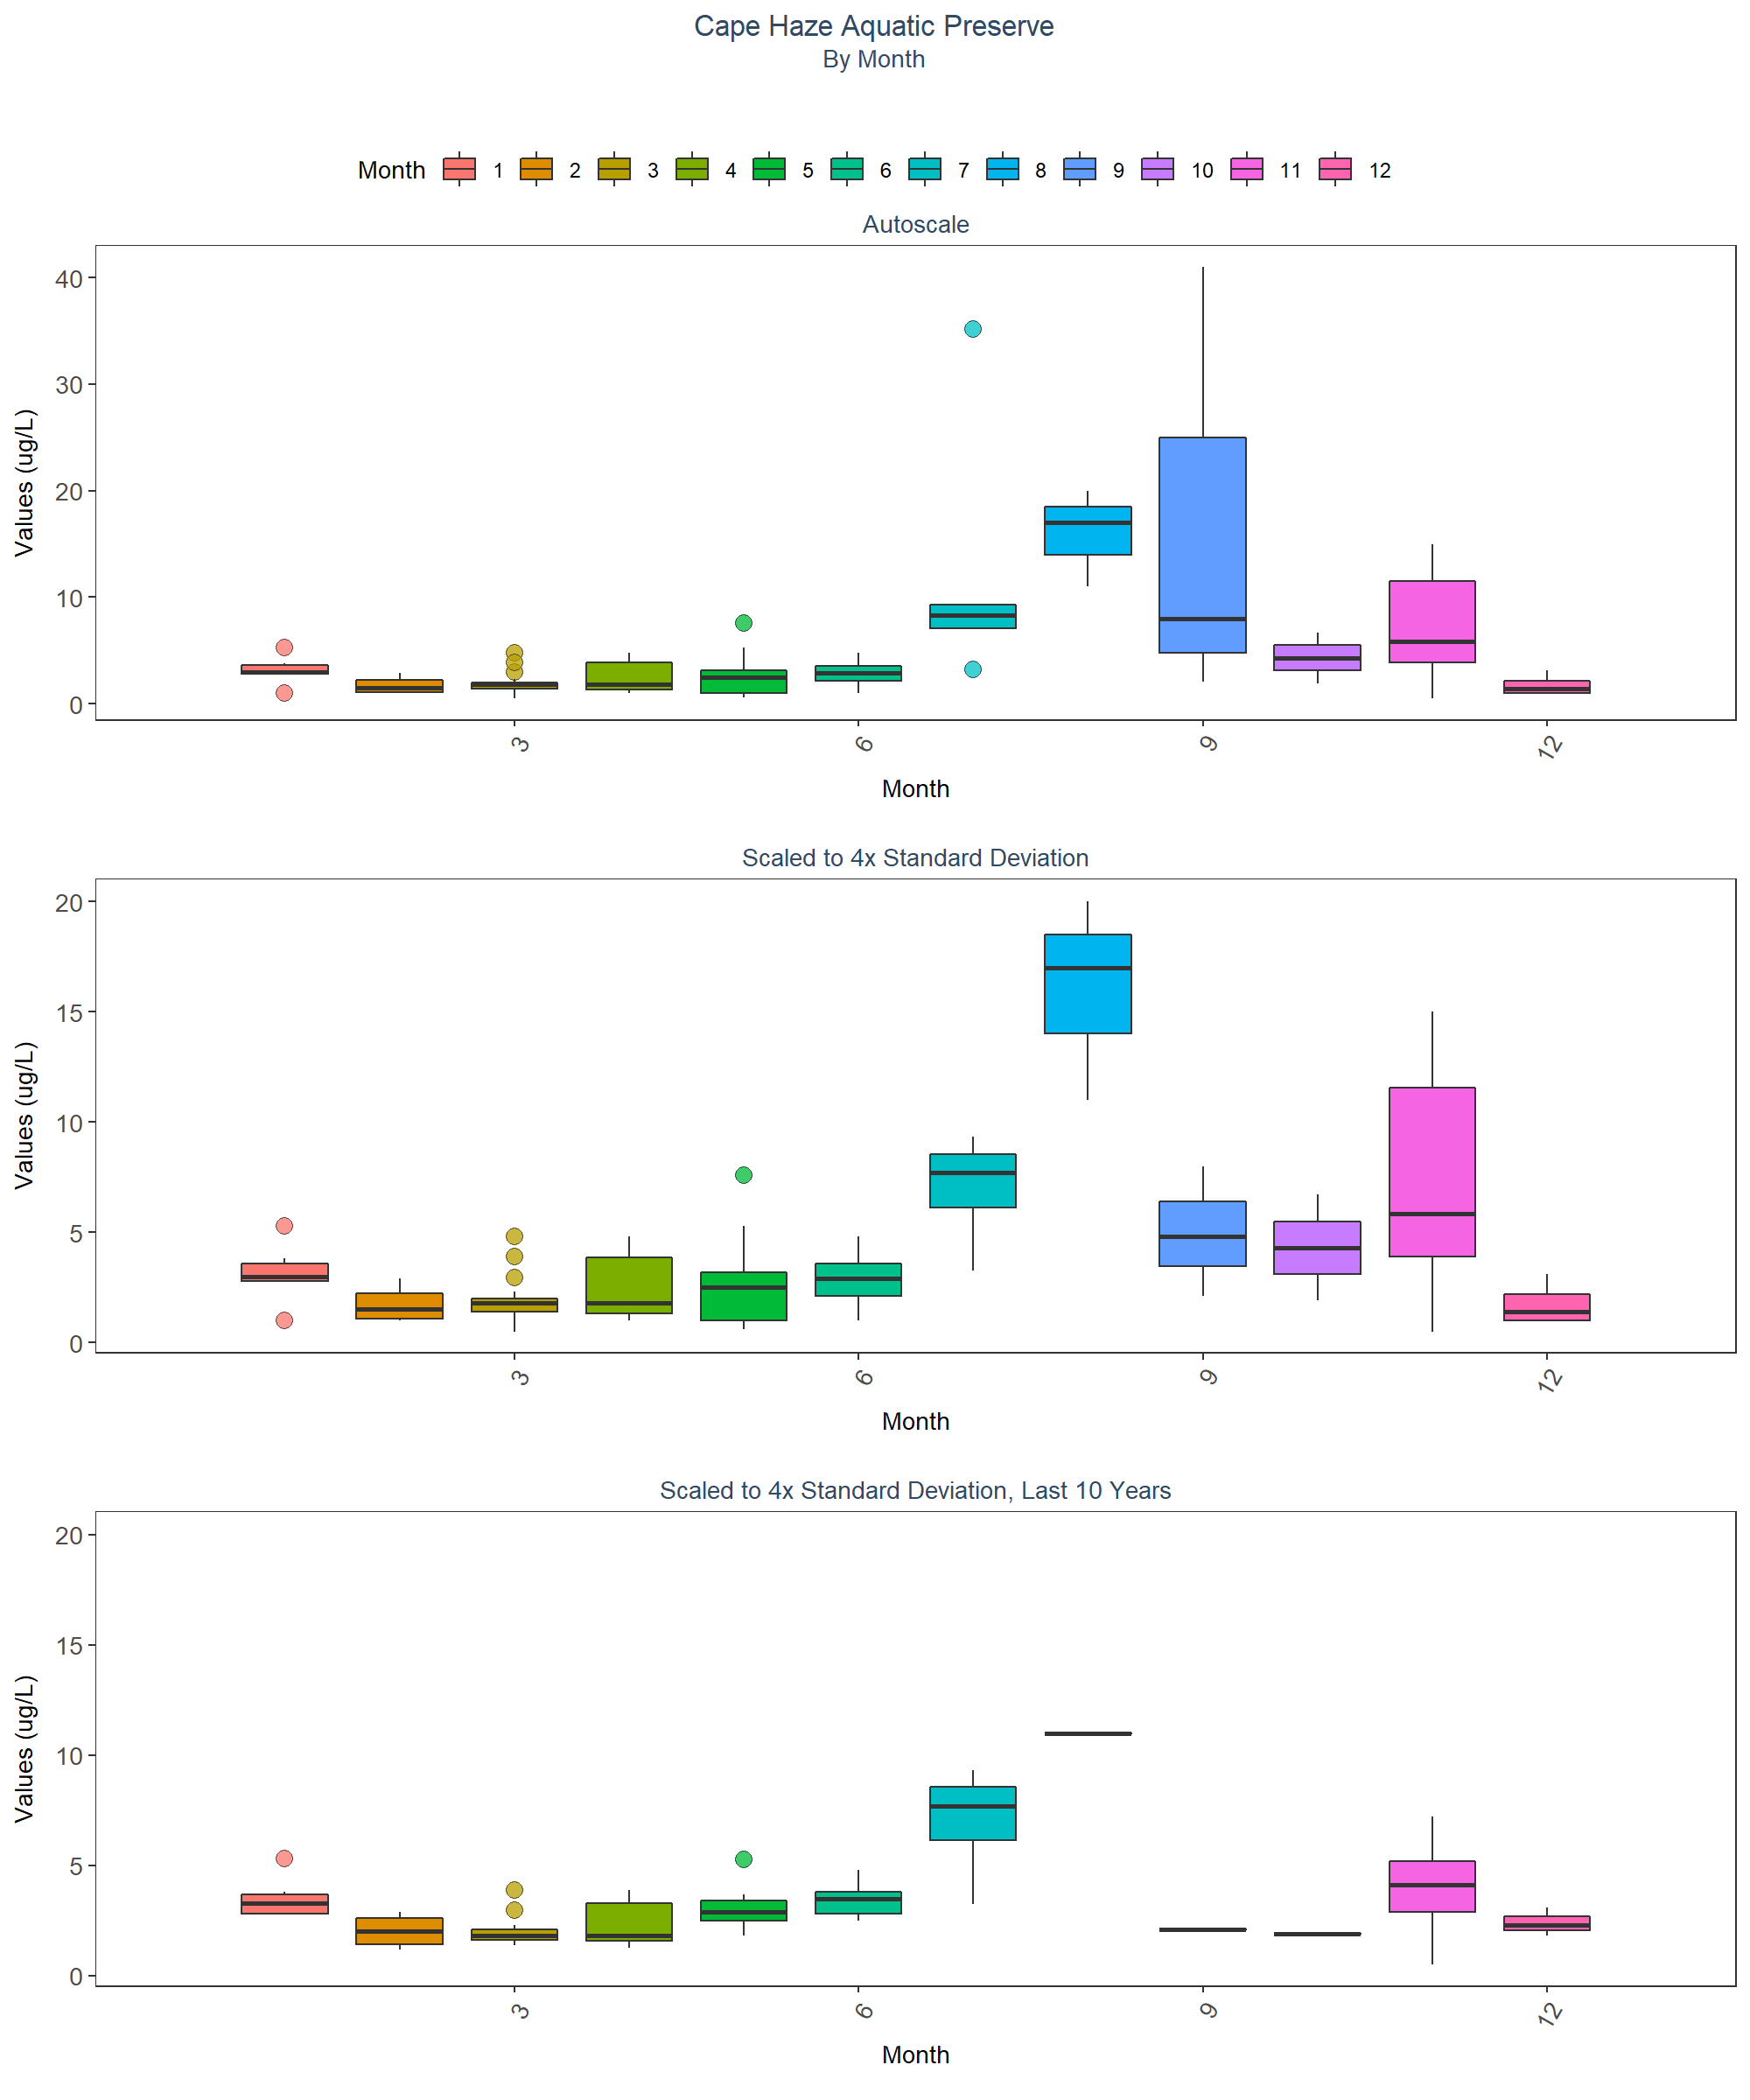 Cape Haze Aquatic Preserve
By Month
Month 1 2 3 4 5 6 7 8 9 10 11 12
Autoscale
Values (ug/L)
40
30
20
10
0
3 6 9 12
Month
Scaled to 4x Standard Deviation
Values (ug/L)
20
15
10
5
0
3 6 9 12
Month
Scaled to 4x Standard Deviation, Last 10 Years
Values (ug/L)
20
15
10
5
0
3 6 9 12
Month